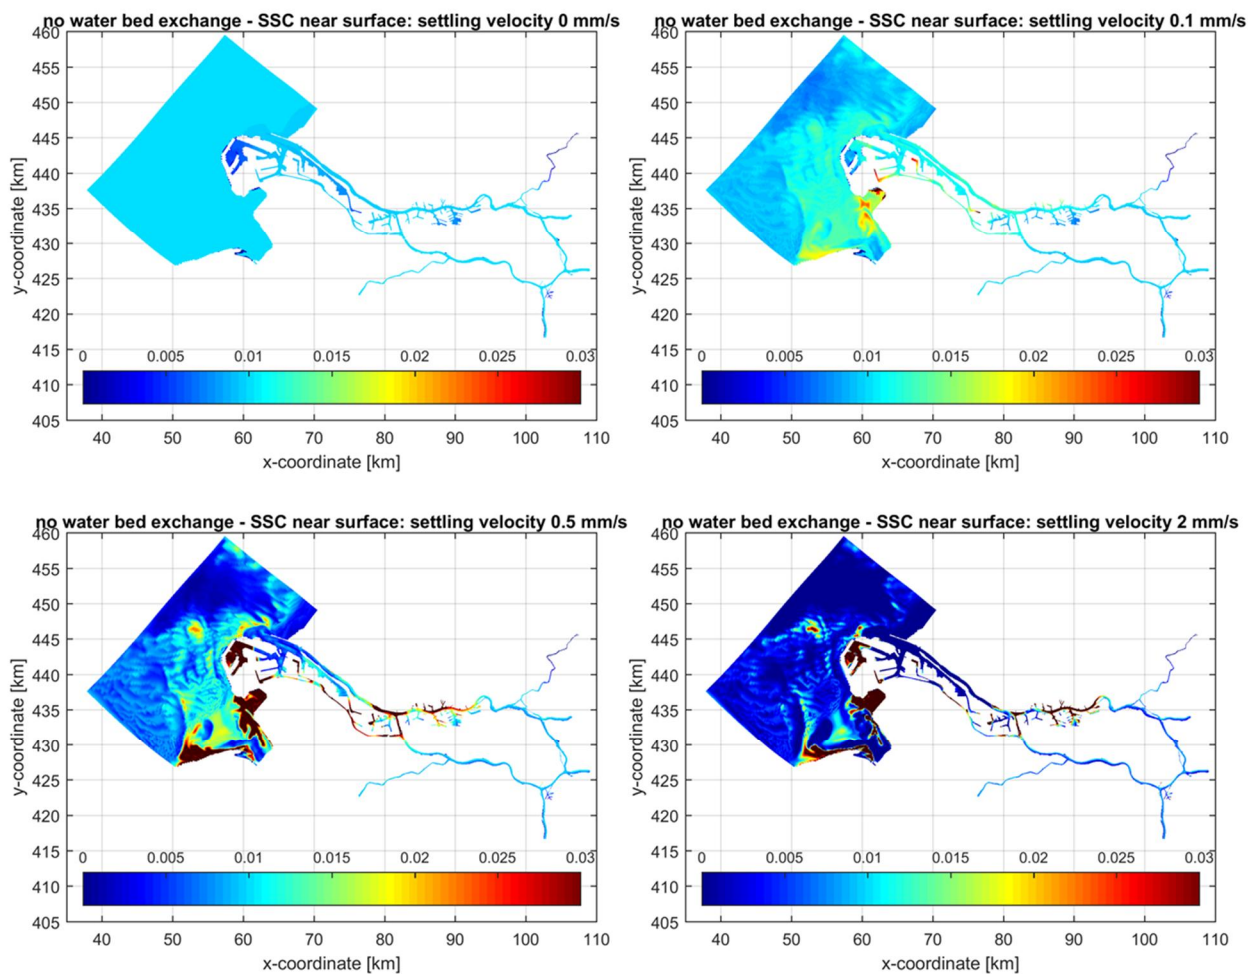 no water bed exchange - SSC near surface: settling velocity 0 mm/s
460
455
450
445
440
435
430
425
420
415
410
405
y-coordinate [km]
0 0.005 0.01 0.015 0.02 0.025 0.03
40 50 60 70 80 90 100 110
x-coordinate [km]
no water bed exchange - SSC near surface: settling velocity 0.1 mm/s
460
455
450
445
440
435
430
425
420
415
410
405
y-coordinate [km]
0 0.005 0.01 0.015 0.02 0.025 0.03
40 50 60 70 80 90 100 110
x-coordinate [km]
no water bed exchange - SSC near surface: settling velocity 0.5 mm/s
460
455
450
445
440
435
430
425
420
415
410
405
y-coordinate [km]
0 0.005 0.01 0.015 0.02 0.025 0.03
40 50 60 70 80 90 100 110
x-coordinate [km]
no water bed exchange - SSC near surface: settling velocity 2 mm/s
460
455
450
445
440
435
430
425
420
415
410
405
y-coordinate [km]
0 0.005 0.01 0.015 0.02 0.025 0.03
40 50 60 70 80 90 100 110
x-coordinate [km]